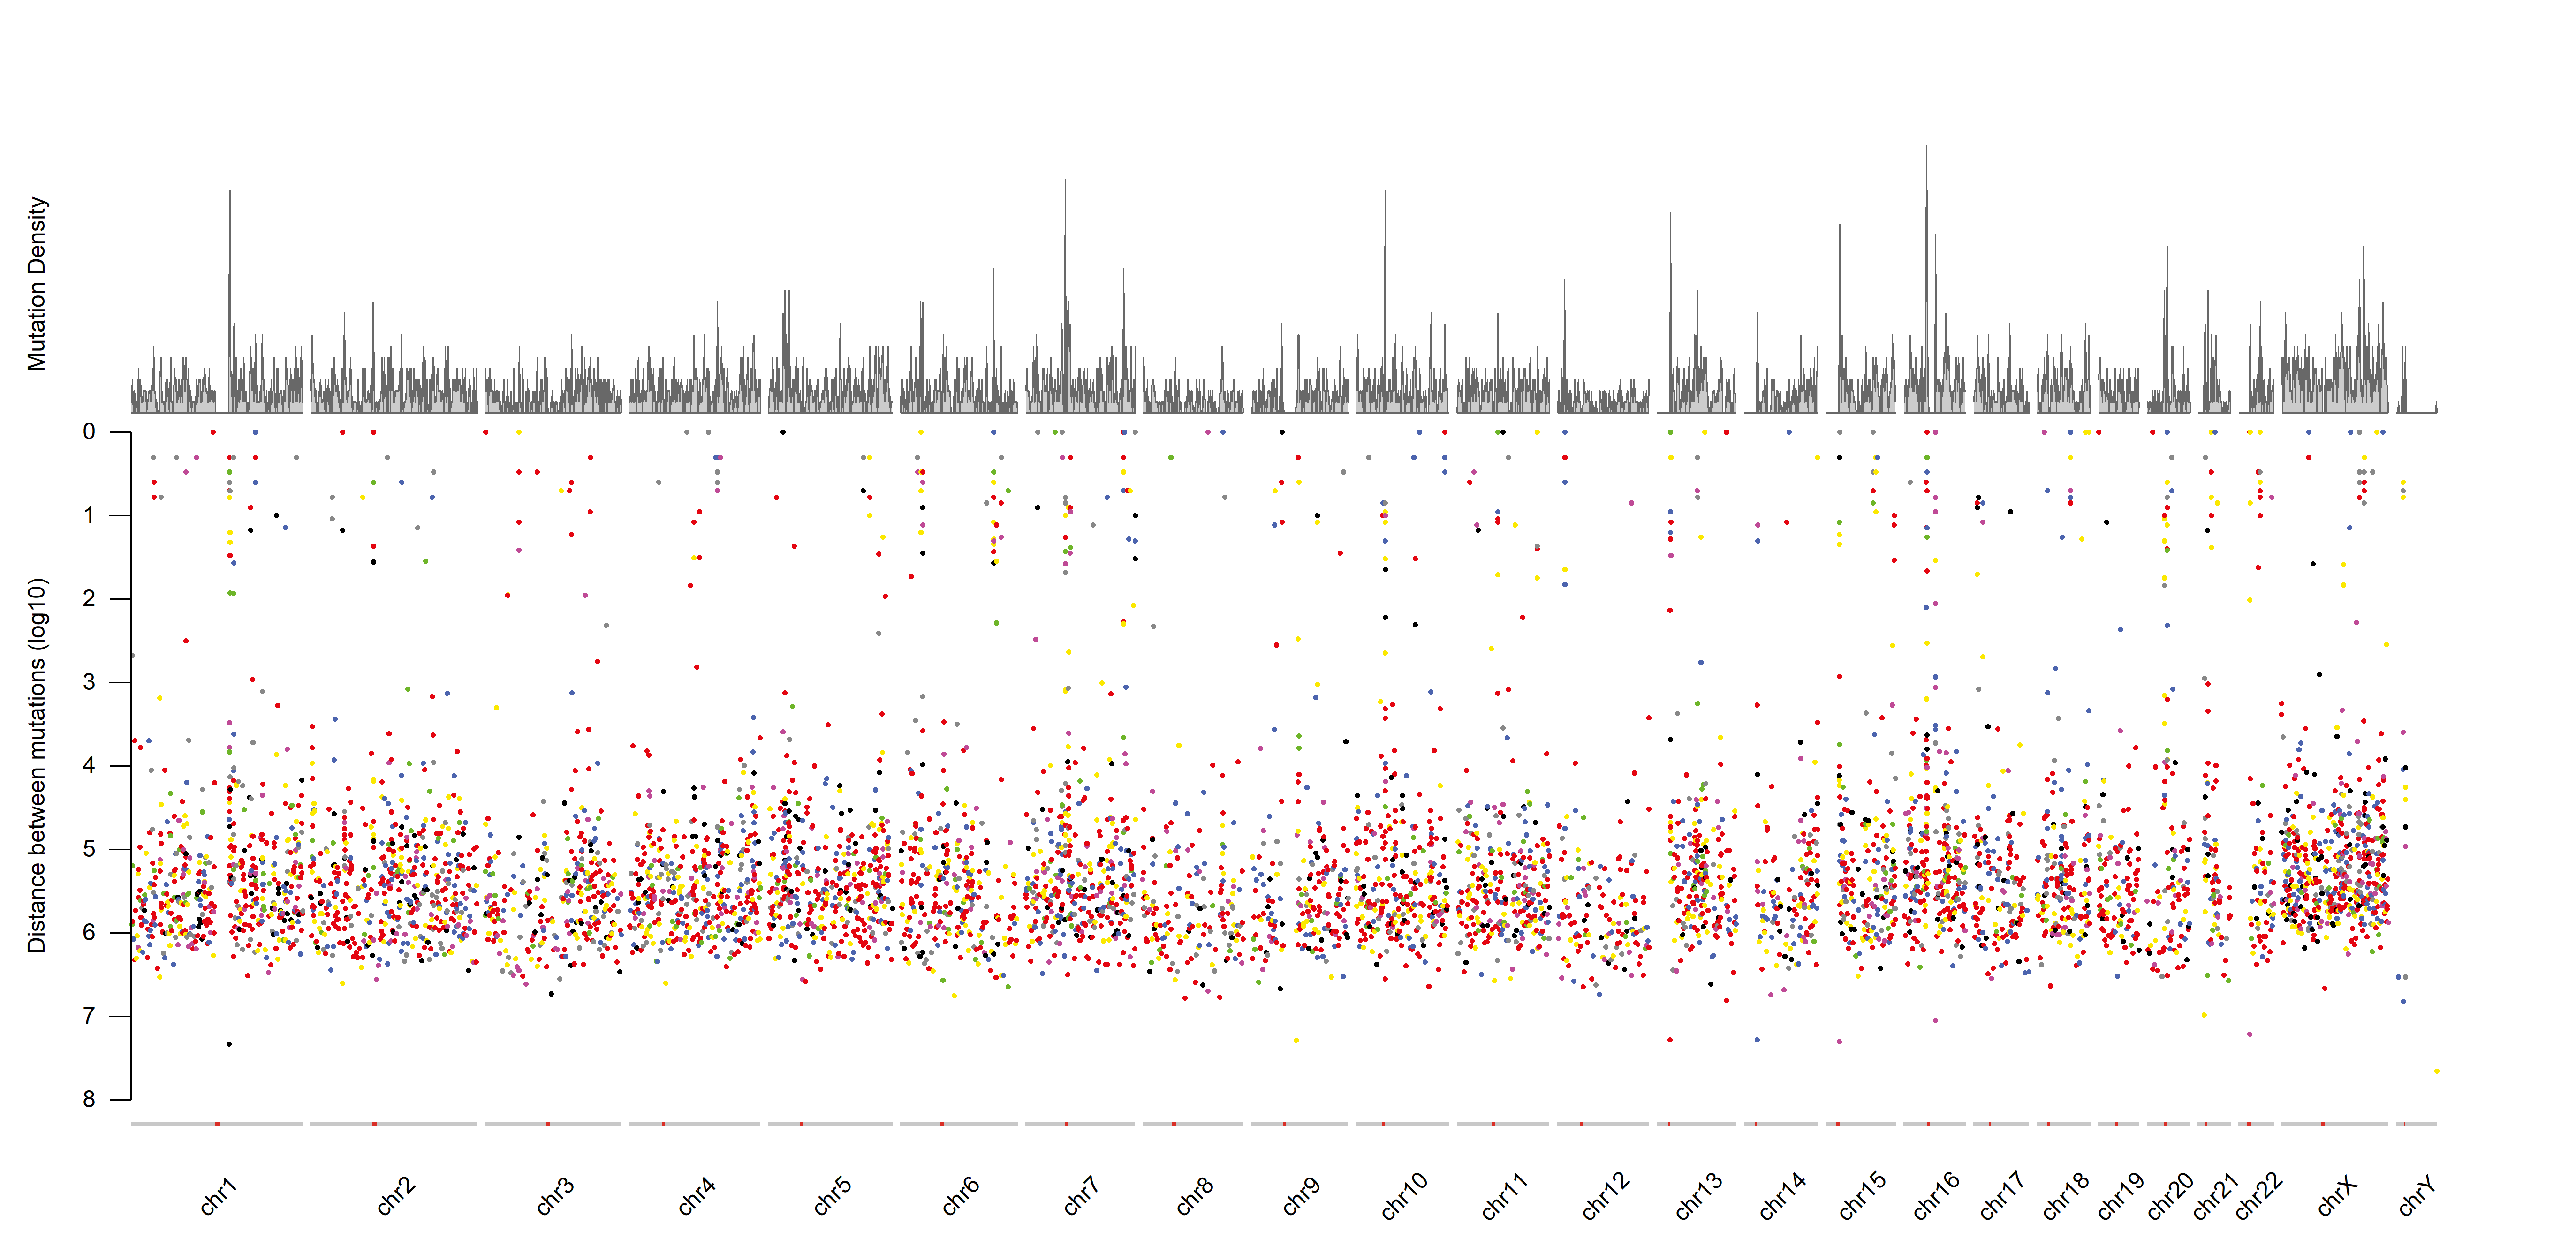 Mutation Density
Distance between mutations (log10)
0
1
2
3
4
5
6
7
8
chr1
chr2
chr3
chr4
chr5
chr6
chr7
chr8
chr9
chr10
chr11
chr12
chr13
chr14
chr15
chr16
chr17
chr18
chr19
chr20
chr21
chr22
chrX
chrY